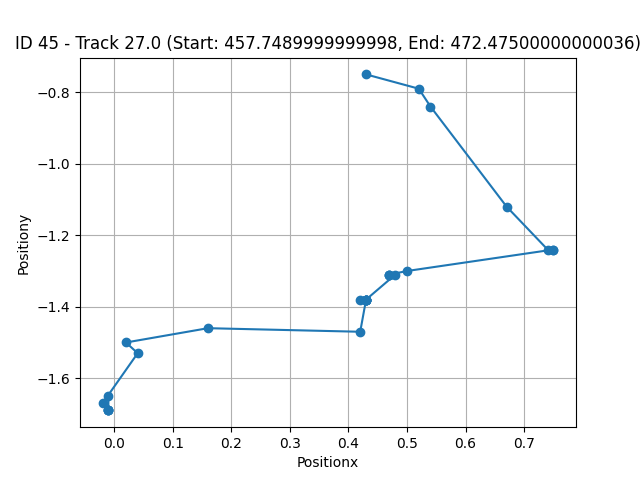 ID 45 - Track 27.0 (Start: 457.7489999999998, End: 472.47500000000036)
−0.8
−1.0
−1.2
−1.4
−1.6
Positiony
0.0 0.1 0.2 0.3 0.4 0.5 0.6 0.7
Positionx